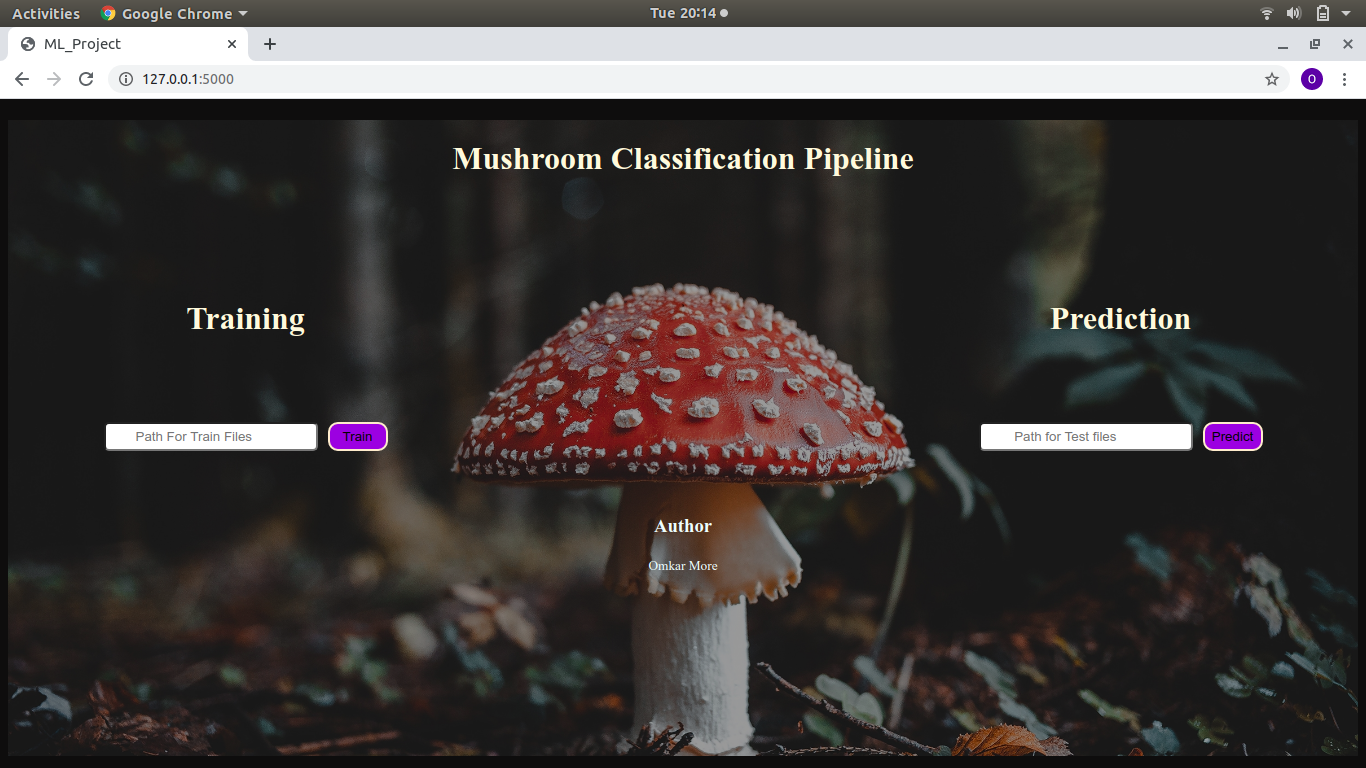 Activities Google Chrome Tue 20:14
ML_Project
127.0.0.1:5000
Mushroom Classification Pipeline
Training
Prediction
Path For Train Files Train
Path for Test files Predict
Author
Omkar More
O